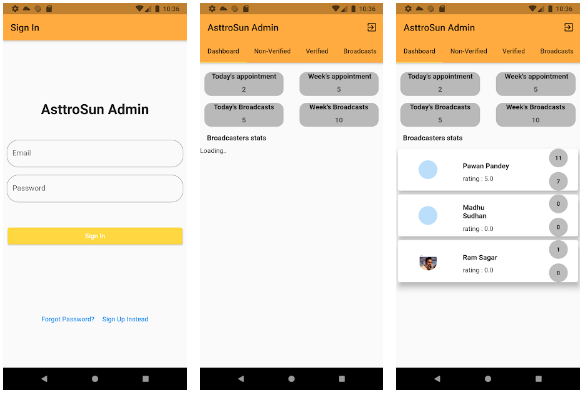 10:36
Sign In
AsttroSun Admin
Email
Password
Sign In
Forgot Password? Sign Up Instead
10:36
AsttroSun Admin
Dashboard Non-Verified Verified Broadcasts
Today's appointment Week's appointment
2 5
Today's Broadcasts Week's Broadcasts
5 10
Broadcasters stats
Loading..
10:36
AsttroSun Admin
Dashboard Non-Verified Verified Broadcasts
Today's appointment Week's appointment
2 5
Today's Broadcasts Week's Broadcasts
5 10
Broadcasters stats
11
Pawan Pandey
rating : 5.0
7
0
Madhu
Sudhan
rating : 0.0
0
1
Ram Sagar
rating : 0.0
0